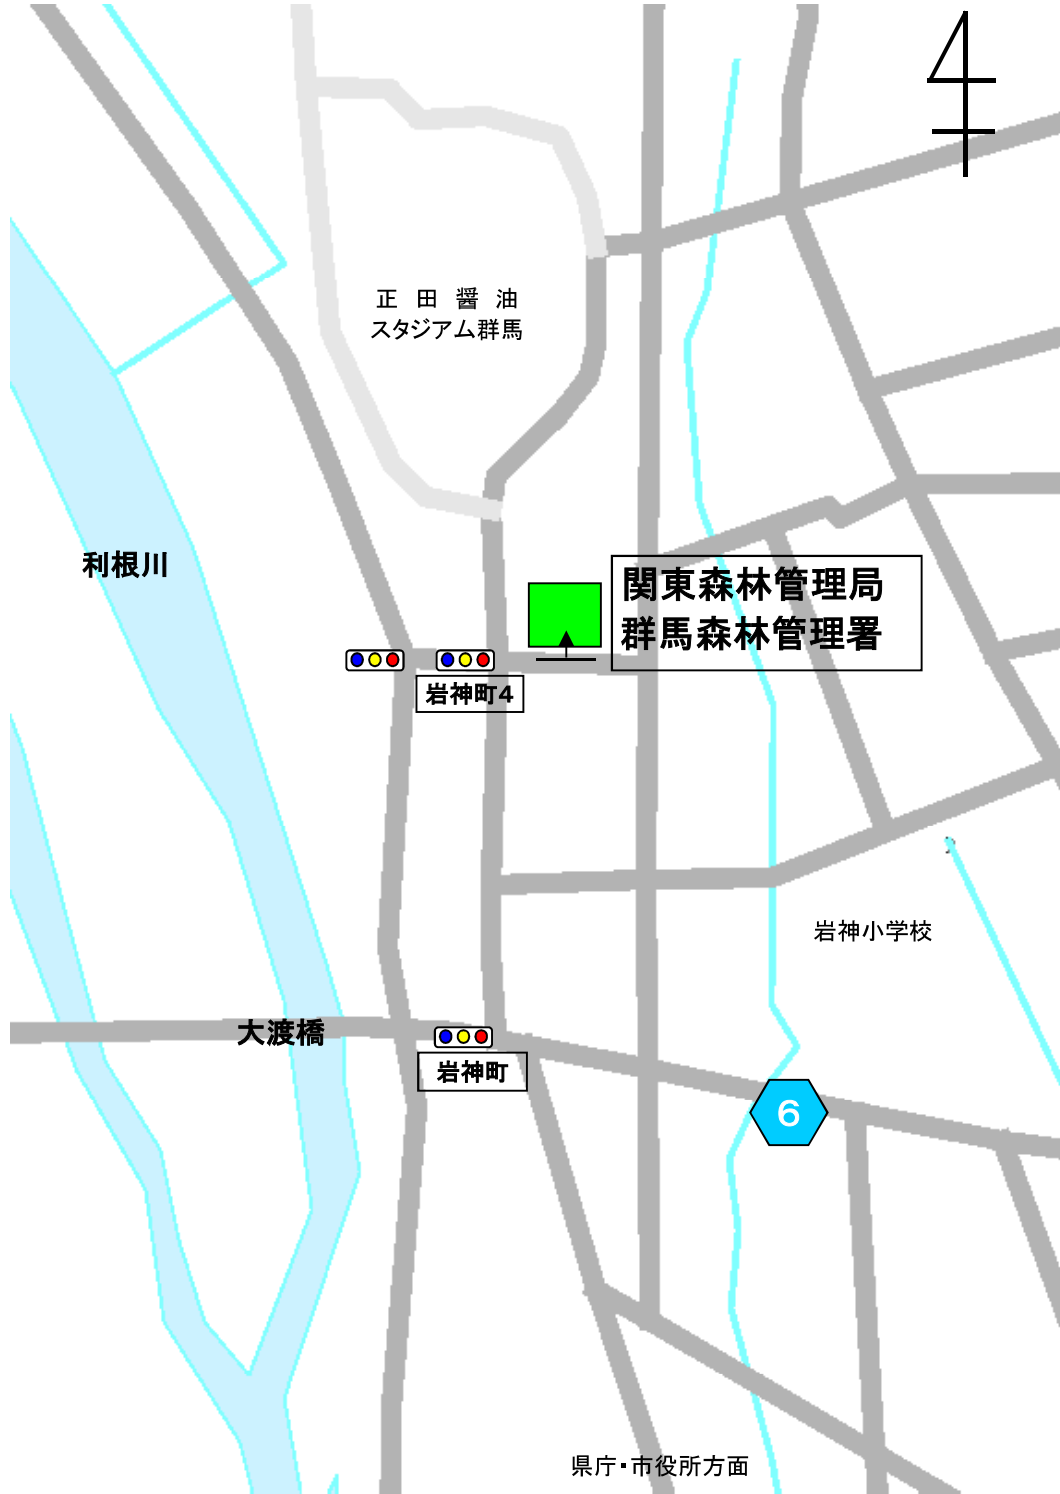 正田醤油
スタジアム群馬
利根川
関東森林管理局
群馬森林管理署
岩神町4
岩神小学校
大渡橋
岩神町
6
県庁・市役所方面